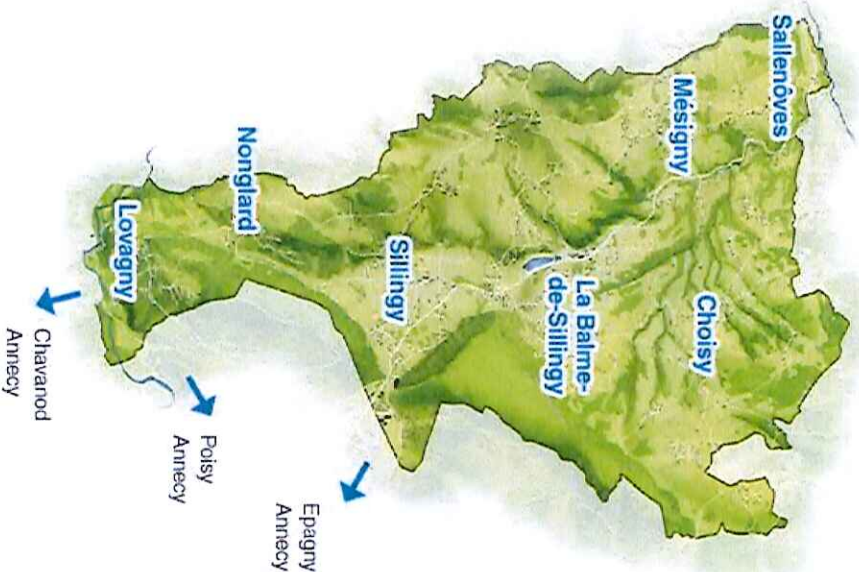 Sallenôves
Mésigny
Choisy
La Balme-
de-Sillingy
Sillingy
Nonglard
Lovagny
Epagny
Annecy
Poisy
Annecy
Chavanod
Annecy